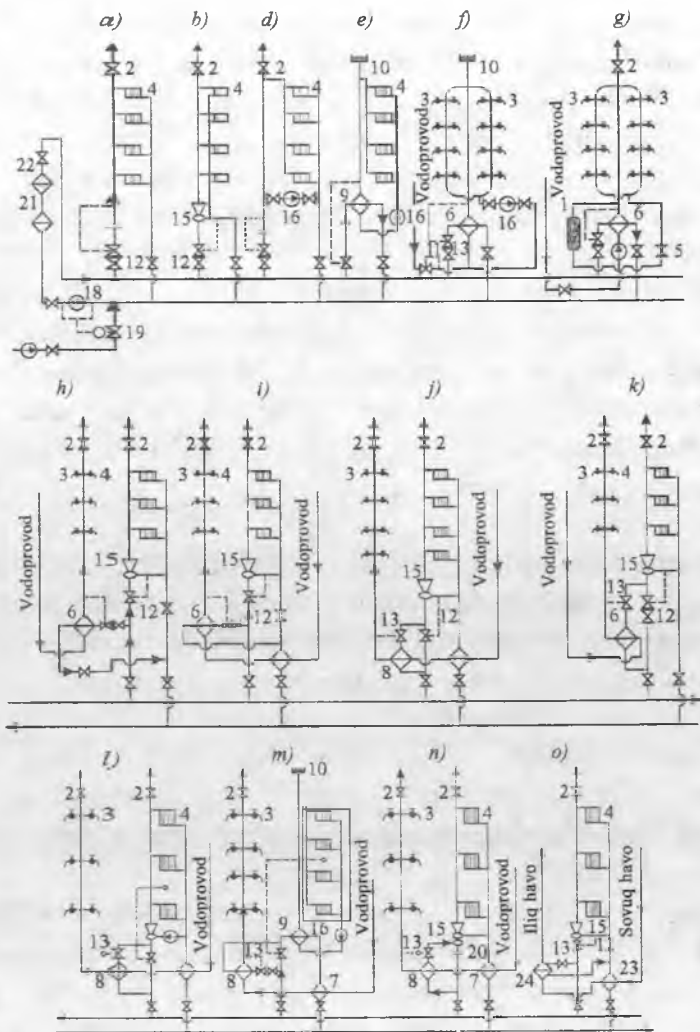 a) b) d) e) f) g)
2 2 2 10 10 2
4 4 4 4 3 3 3 3
22 21 15 16 9 16 6 16 1 6 5
Vodoprovod Vodoprovod
12 12 13
18
19
h) i) j) k)
2 2 2 2 2 2 2 2
3 4 3 4 3 4 3 4
Vodoprovod Vodoprovod Vodoprovod Vodoprovod
15 15 15 15
6 12 6 12 13 12 13 12
8 6
l) m) n) o)
2 2 2 10 2 2 2
3 4 3 3 4 4
Vodoprovod Vodoprovod Vodoprovod Iliq havo Sovuq havo
15 15
13 9 16 13 13 20 13
8 8 7 8 7 24 23